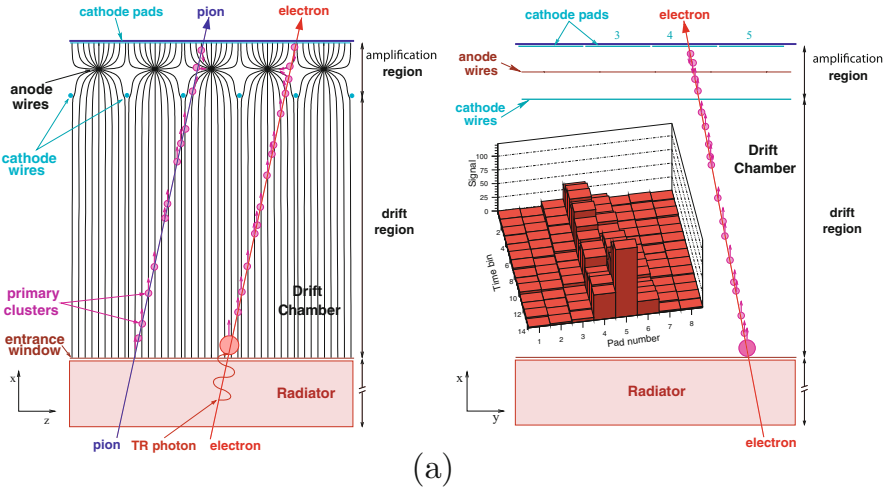 cathode pads
pion
electron
amplification
region
anode
wires
cathode
wires
drift
region
primary
clusters
Drift
Chamber
entrance
window
Radiator
x
z
pion
TR photon
electron
electron
cathode pads
3 4 5
anode
wires
amplification
region
cathode
wires
Drift
Chamber
drift
region
Signal
100
75
50
25
0
2
4
6
8
10
12
14
Time bin
1 2 3 4 5 6 7 8
Pad number
Radiator
x
y
electron
(a)